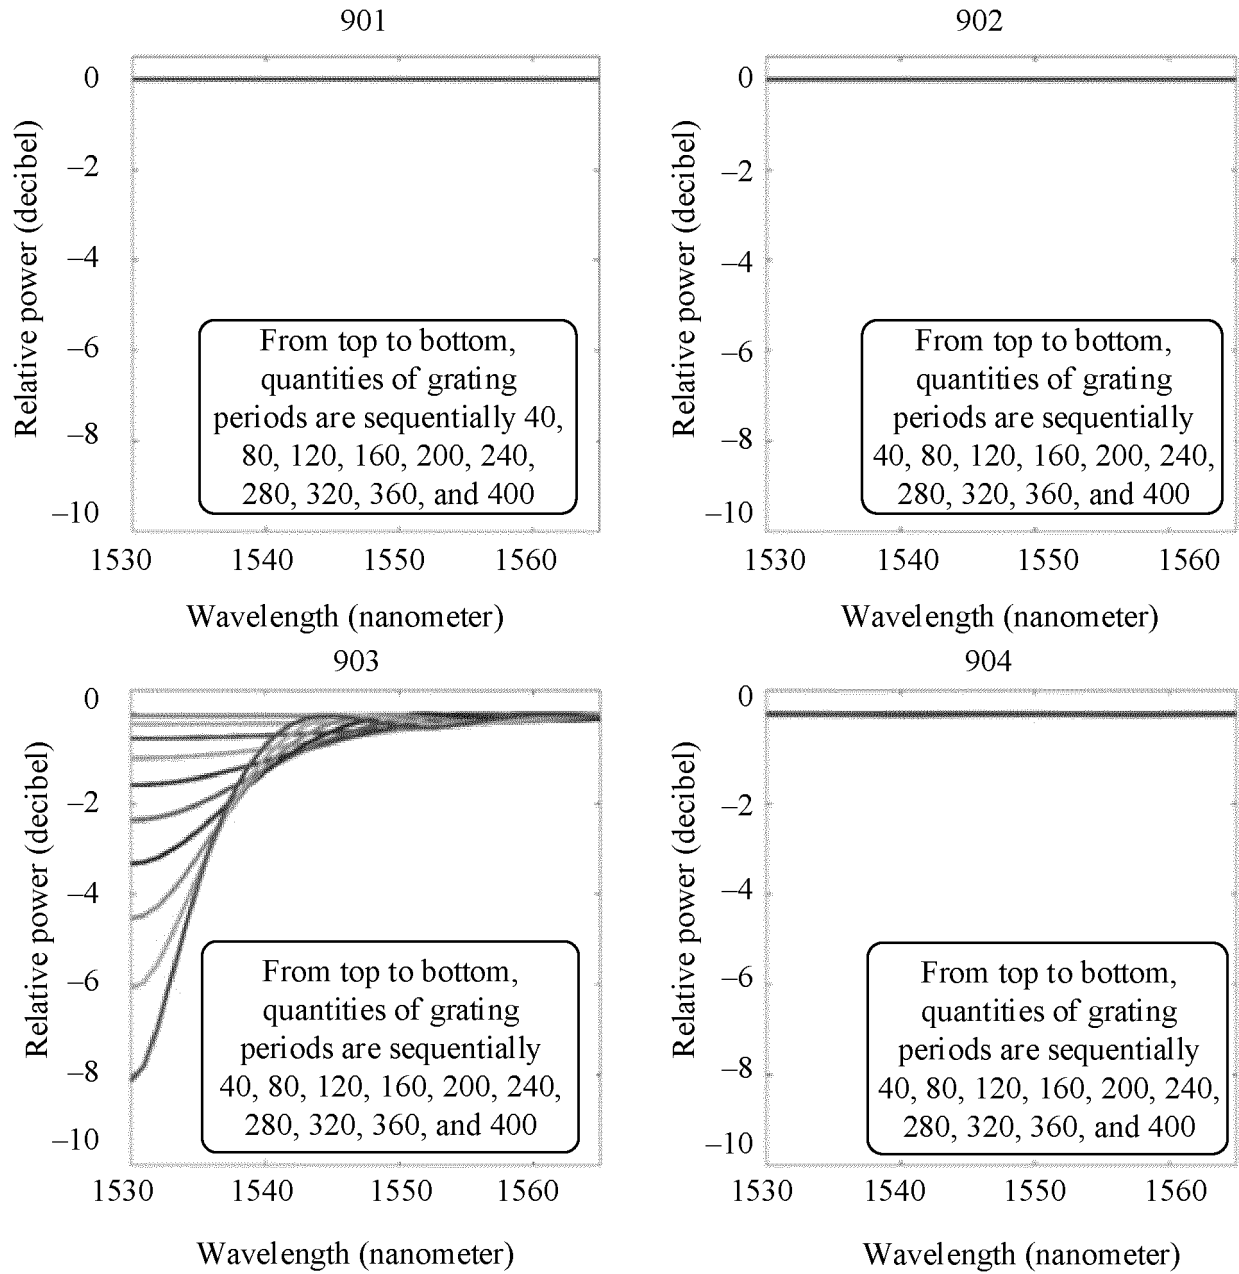 901
Relative power (decibel)
0
–2
–4
–6
–8
–10
From top to bottom,
quantities of grating
periods are sequentially 40,
80, 120, 160, 200, 240,
280, 320, 360, and 400
1530 1540 1550 1560
Wavelength (nanometer)
902
Relative power (decibel)
0
–2
–4
–6
–8
–10
From top to bottom,
quantities of grating
periods are sequentially
40, 80, 120, 160, 200, 240,
280, 320, 360, and 400
1530 1540 1550 1560
Wavelength (nanometer)
903
Relative power (decibel)
0
–2
–4
–6
–8
–10
From top to bottom,
quantities of grating
periods are sequentially
40, 80, 120, 160, 200, 240,
280, 320, 360, and 400
1530 1540 1550 1560
Wavelength (nanometer)
904
Relative power (decibel)
0
–2
–4
–6
–8
–10
From top to bottom,
quantities of grating
periods are sequentially
40, 80, 120, 160, 200, 240,
280, 320, 360, and 400
1530 1540 1550 1560
Wavelength (nanometer)